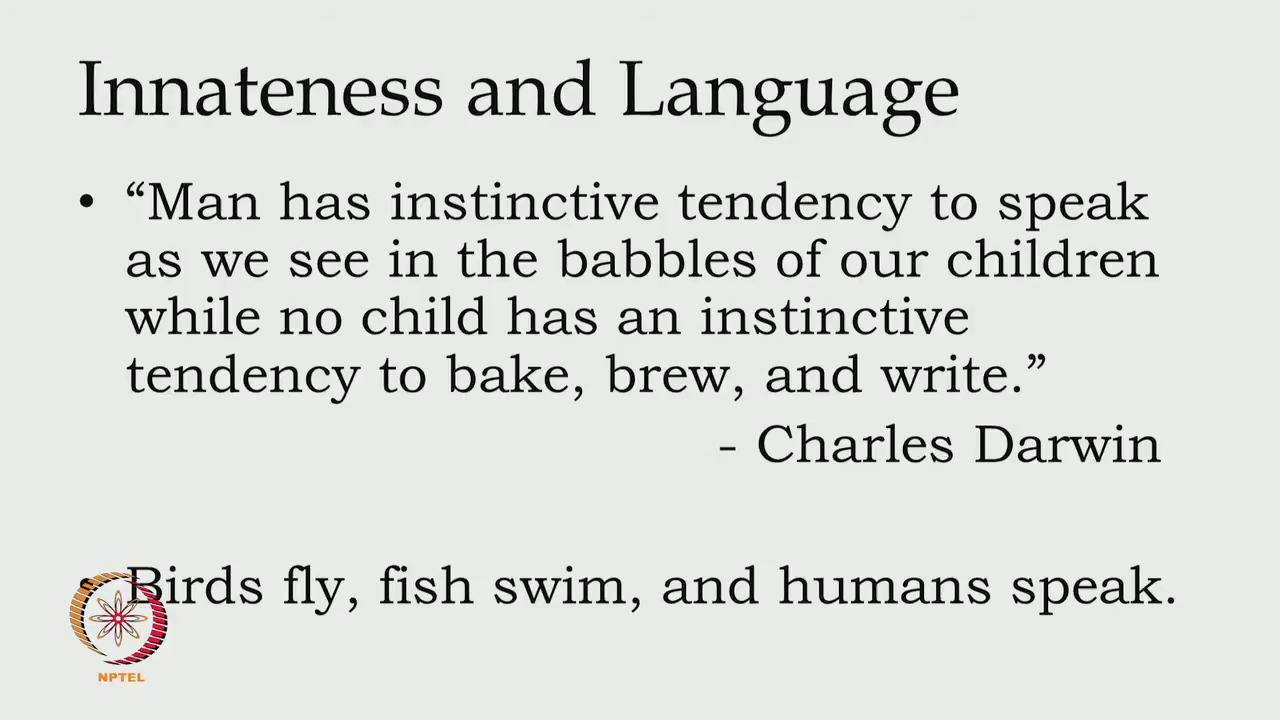 Innateness and Language
• “Man has instinctive tendency to speak
as we see in the babbles of our children
while no child has an instinctive
tendency to bake, brew, and write.”
- Charles Darwin
• Birds fly, fish swim, and humans speak.
NPTEL